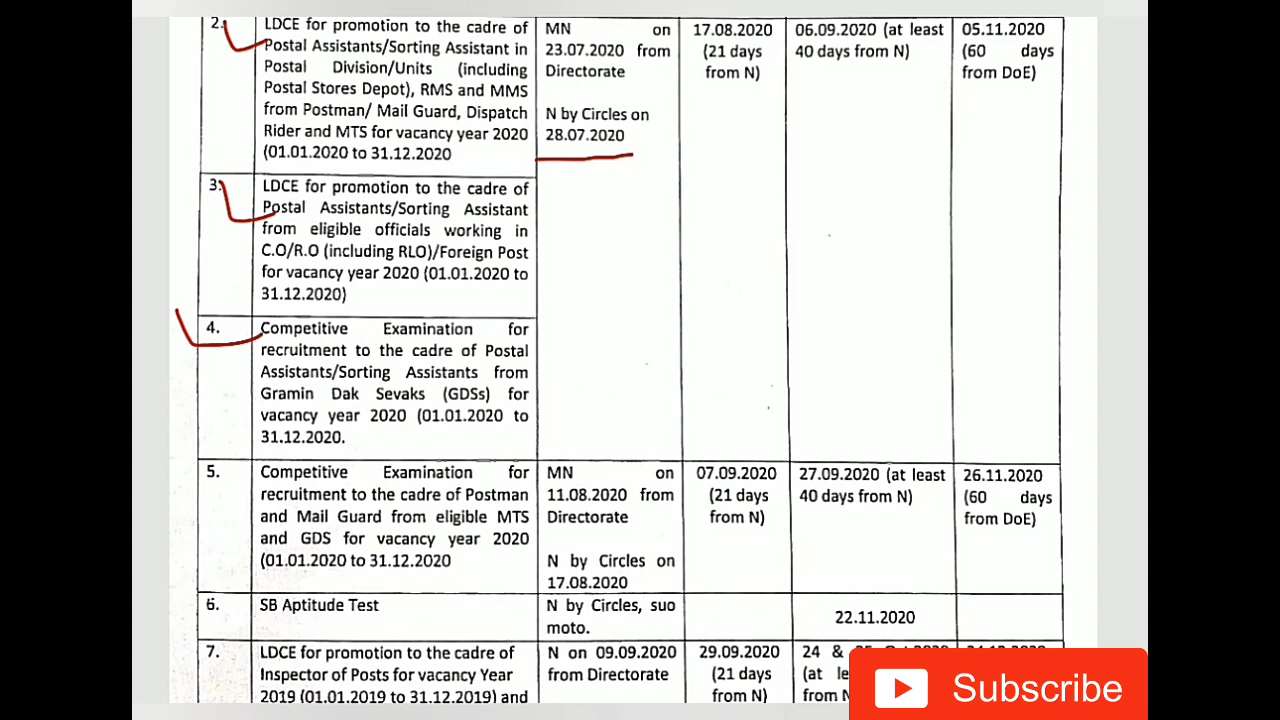 2.
LDCE for promotion to the cadre of
Postal Assistants/Sorting Assistant in
Postal Division/Units (including
Postal Stores Depot), RMS and MMS
from Postman/ Mail Guard, Dispatch
Rider and MTS for vacancy year 2020
(01.01.2020 to 31.12.2020
MN on
23.07.2020 from
Directorate
N by Circles on
28.07.2020
17.08.2020
(21 days
from N)
06.09.2020 (at least
40 days from N)
05.11.2020
(60 days
from DoE)
3.
LDCE for promotion to the cadre of
Postal Assistants/Sorting Assistant
from eligible officials working in
C.O/R.O (including RLO)/Foreign Post
for vacancy year 2020 (01.01.2020 to
31.12.2020)
4.
Competitive Examination for
recruitment to the cadre of Postal
Assistants/Sorting Assistants from
Gramin Dak Sevaks (GDSs) for
vacancy year 2020 (01.01.2020 to
31.12.2020.
5.
Competitive Examination for
recruitment to the cadre of Postman
and Mail Guard from eligible MTS
and GDS for vacancy year 2020
(01.01.2020 to 31.12.2020
MN on
11.08.2020 from
Directorate
N by Circles on
17.08.2020
07.09.2020
(21 days
from N)
27.09.2020 (at least
40 days from N)
26.11.2020
(60 days
from DoE)
6.
SB Aptitude Test
N by Circles, suo
moto.
22.11.2020
7.
LDCE for promotion to the cadre of
Inspector of Posts for vacancy Year
2019 (01.01.2019 to 31.12.2019) and
N on 09.09.2020
from Directorate
29.09.2020
(21 days
from N)
24 &
(at
from
Subscribe